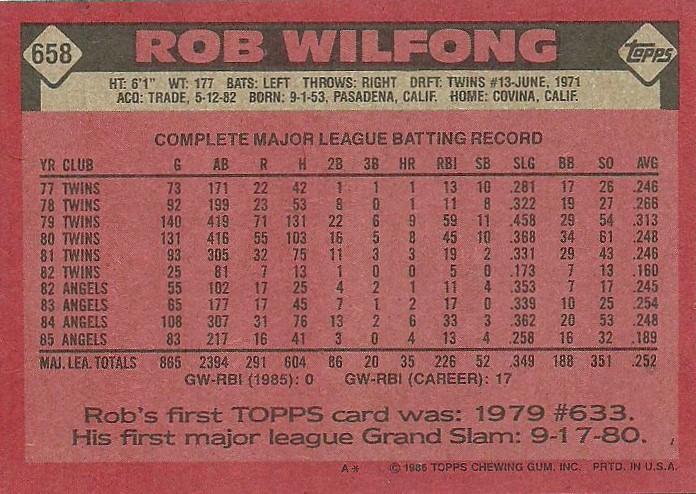 658 ROB WILFONG Topps
HT: 6'1" WT: 177 BATS: LEFT THROWS: RIGHT DRFT: TWINS #13-JUNE, 1971
ACQ: TRADE, 5-12-82 BORN: 9-1-53, PASADENA, CALIF. HOME: COVINA, CALIF.
COMPLETE MAJOR LEAGUE BATTING RECORD
YR CLUB G AB R H 2B 3B HR RBI SB SLG BB SO AVG
77 TWINS 73 171 22 42 1 1 1 13 10 .281 17 26 .246
78 TWINS 92 199 23 53 8 0 1 11 8 .322 19 27 .266
79 TWINS 140 419 71 131 22 6 9 59 11 .458 29 54 .313
80 TWINS 131 416 55 103 16 5 8 45 10 .368 34 61 .248
81 TWINS 93 305 32 75 11 3 3 19 2 .331 29 43 .246
82 TWINS 25 81 7 13 1 0 0 5 0 .173 7 13 .160
82 ANGELS 55 102 17 25 4 2 1 11 4 .353 7 17 .245
83 ANGELS 65 177 17 45 7 1 2 17 0 .339 10 25 .254
84 ANGELS 108 307 31 76 13 2 6 33 3 .362 20 53 .248
85 ANGELS 83 217 16 41 3 0 4 13 4 .258 16 32 .189
MAJ. LEA. TOTALS 865 2394 291 604 86 20 35 226 52 .349 188 351 .252
GW-RBI (1985): 0 GW-RBI (CAREER): 17
Rob's first TOPPS card was: 1979 #633.
His first major league Grand Slam: 9-17-80.
A* © 1986 TOPPS CHEWING GUM, INC. PRTD. IN U.S.A.